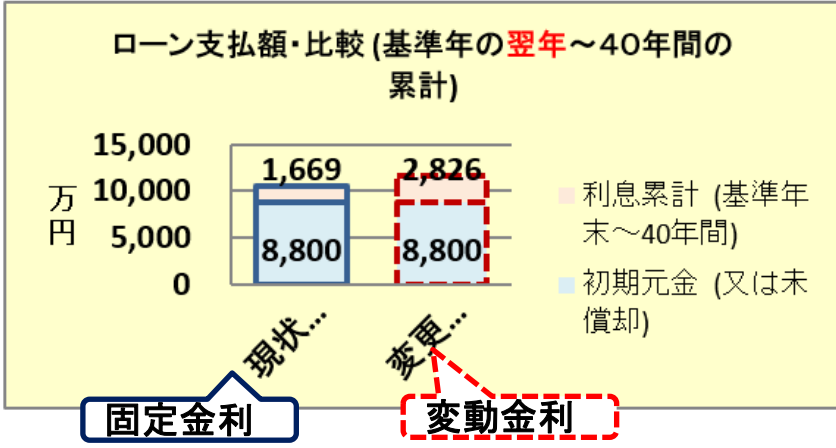 ローン支払額・比較 (基準年の翌年～４０年間の
累計)
万円
15,000
10,000
5,000
0
1,669
2,826
8,800
8,800
利息累計 (基準年
末～40年間)
初期元金 (又は未
償却)
現状...
変更...
固定金利
変動金利